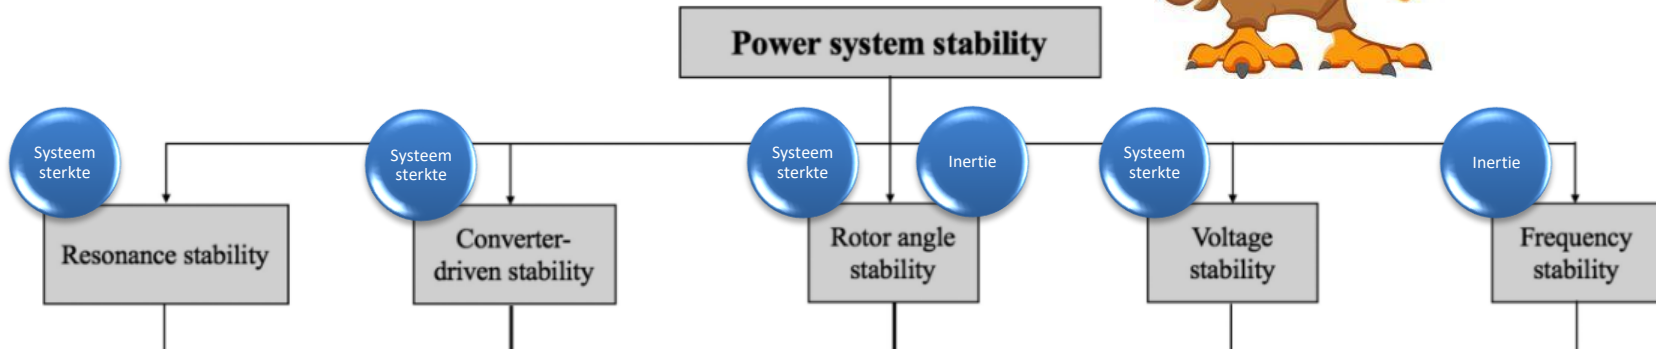 Power system stability
Systeem
sterkte
Systeem
sterkte
Systeem
sterkte
Inertie
Systeem
sterkte
Inertie
Resonance stability
Converter-
driven stability
Rotor angle
stability
Voltage
stability
Frequency
stability